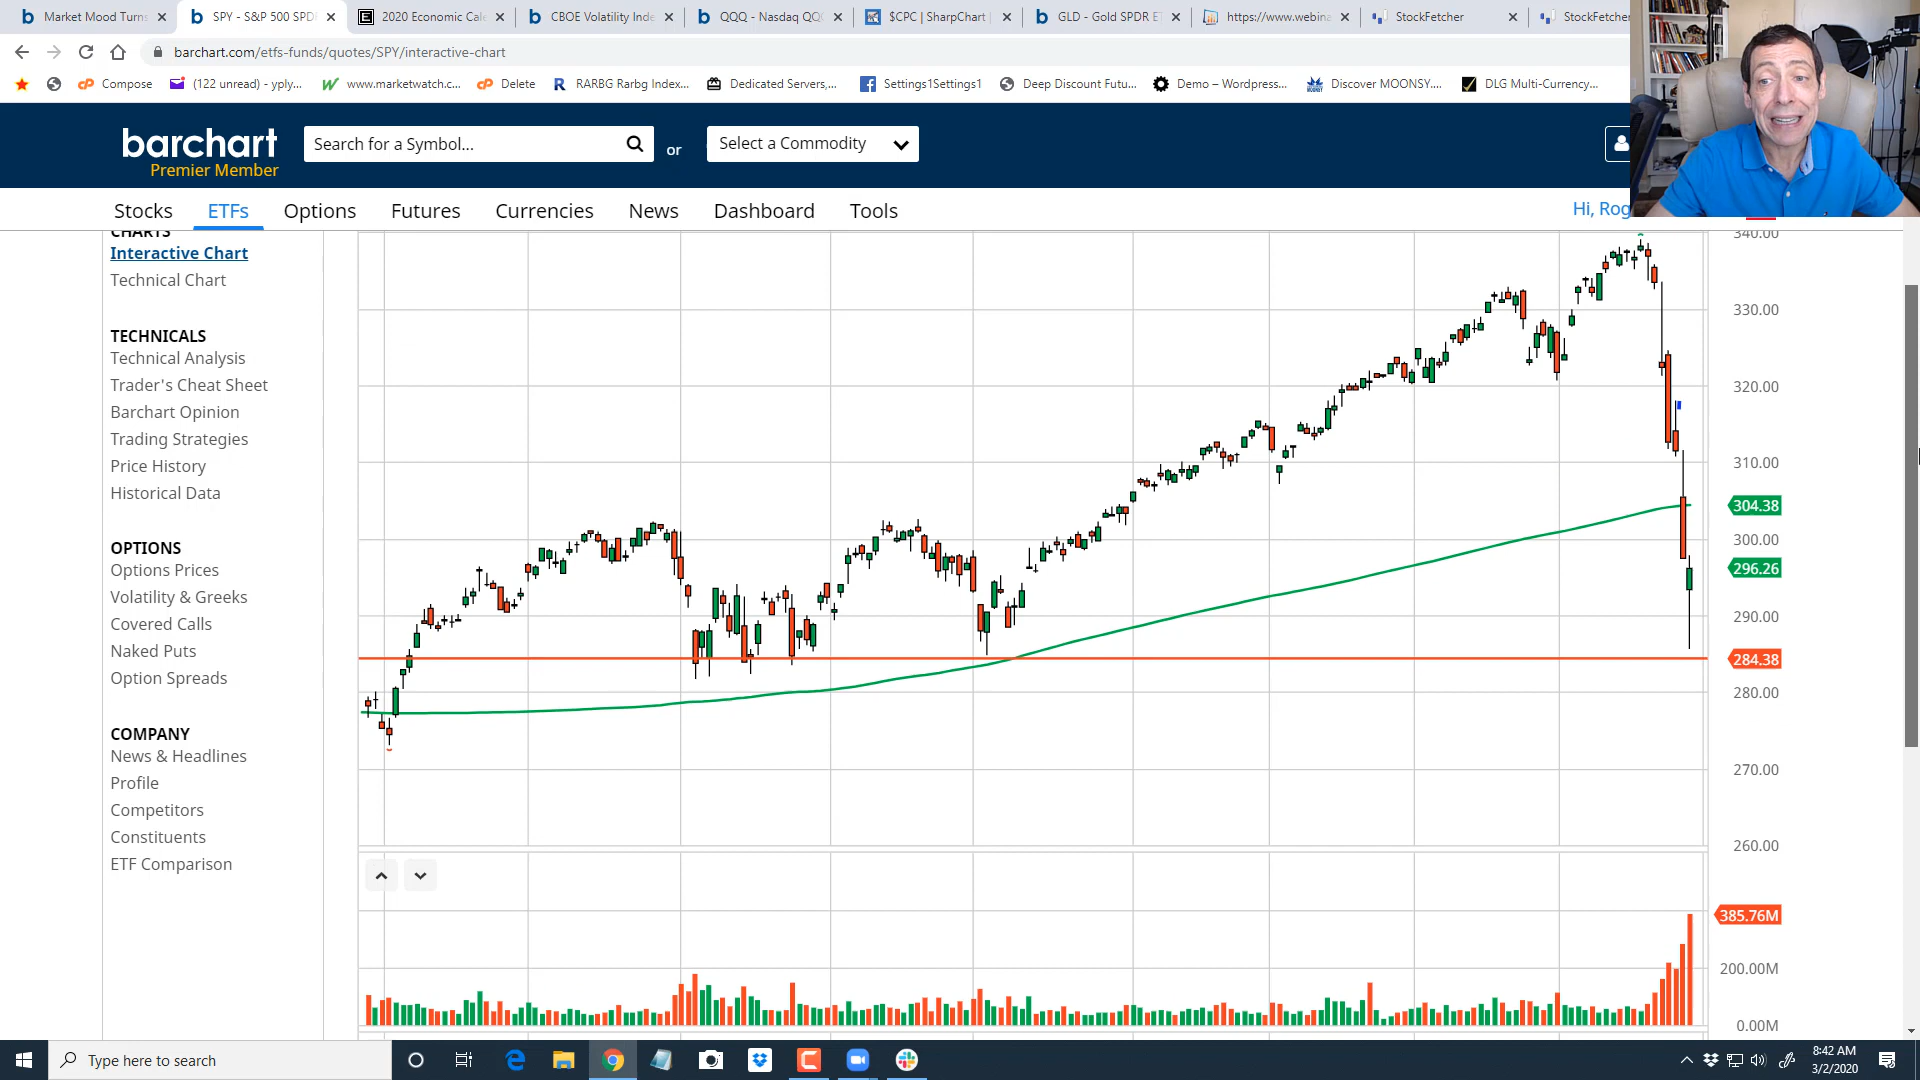 Market Mood Turns
SPY - S&P 500 SPDI
2020 Economic Cale
CBOE Volatility Inde
QQQ - Nasdaq QQQ
$CPC | SharpChart |
GLD - Gold SPDR ET
https://www.webina
StockFetcher
StockFetcher
barchart.com/etfs-funds/quotes/SPY/interactive-chart
Compose
(122 unread) - yply...
www.marketwatch.c...
Delete
RARBG Rarbg Index...
Dedicated Servers,...
Settings1Settings1
Deep Discount Futu...
Demo – Wordpress...
Discover MOONSY....
DLG Multi-Currency...
barchart
Premier Member
Search for a Symbol...
or
Select a Commodity
Stocks
ETFs
Options
Futures
Currencies
News
Dashboard
Tools
Hi, Rog
CHARTS
Interactive Chart
Technical Chart
TECHNICALS
Technical Analysis
Trader's Cheat Sheet
Barchart Opinion
Trading Strategies
Price History
Historical Data
OPTIONS
Options Prices
Volatility & Greeks
Covered Calls
Naked Puts
Option Spreads
COMPANY
News & Headlines
Profile
Competitors
Constituents
ETF Comparison
340.00
330.00
320.00
310.00
304.38
300.00
296.26
290.00
284.38
280.00
270.00
260.00
385.76M
200.00M
0.00M
Type here to search
8:42 AM
3/2/2020